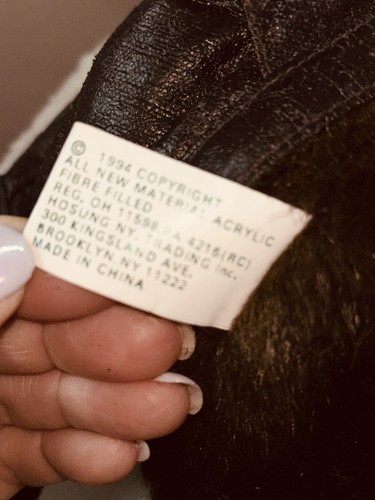 © 1994 COPYRIGHT
ALL NEW MATERIAL ACRYLIC
FIBRE FILLED
REG. OH 11598 PA 4216(RC)
HOSUNG NY. TRADING Inc.
300 KINGSLAND AVE.
BROOKLYN.NY 11222
MADE IN CHINA